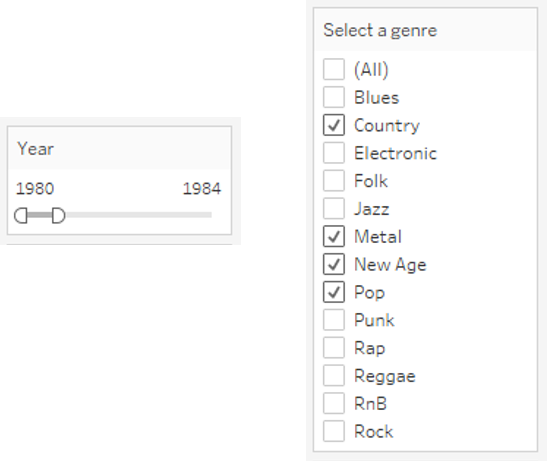 Year
1980 1984
Select a genre
(All)
Blues
Country
Electronic
Folk
Jazz
Metal
New Age
Pop
Punk
Rap
Reggae
RnB
Rock